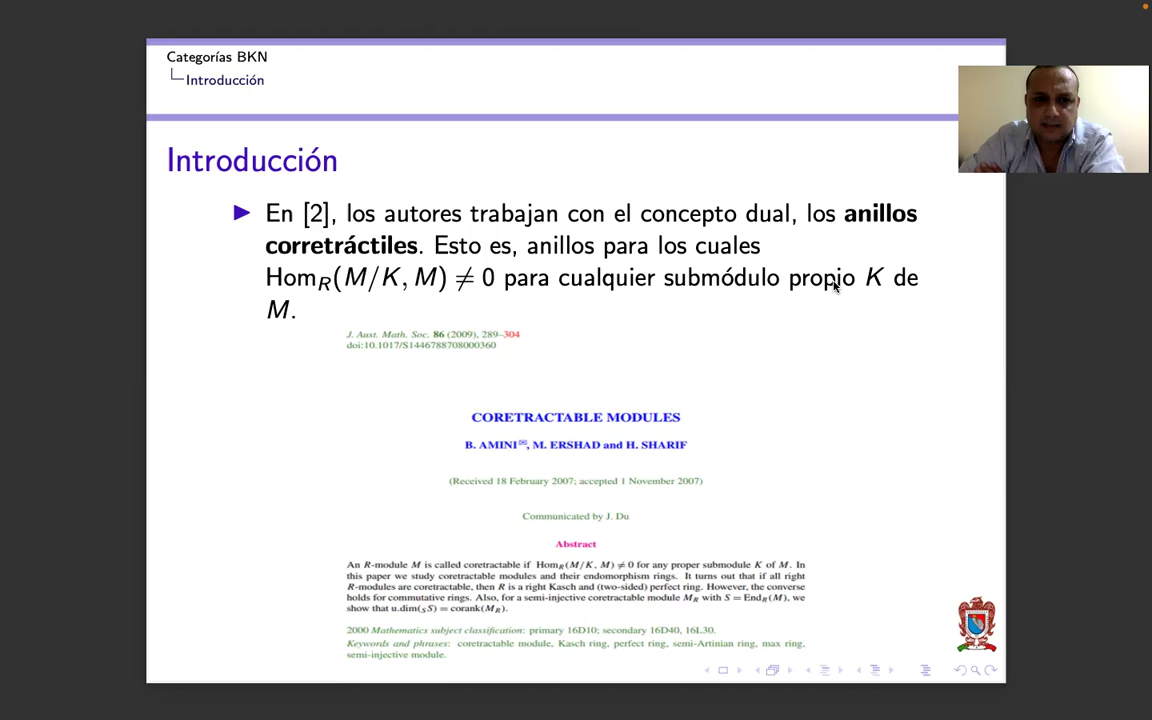 Categorías BKN
Introducción
Introducción
En [2], los autores trabajan con el concepto dual, los anillos
corretráctiles. Esto es, anillos para los cuales
Hom_R(M/K, M) ≠ 0 para cualquier submódulo propio K de
M.
J. Aust. Math. Soc. 86 (2009), 289–304
doi:10.1017/S1446788708000360
CORETRACTABLE MODULES
B. AMINI✉, M. ERSHAD and H. SHARIF
(Received 18 February 2007; accepted 1 November 2007)
Communicated by J. Du
Abstract
An R-module M is called coretractable if Hom_R(M/K, M) ≠ 0 for any proper submodule K of M. In
this paper we study coretractable modules and their endomorphism rings. It turns out that if all right
R-modules are coretractable, then R is a right Kasch and (two-sided) perfect ring. However, the converse
holds for commutative rings. Also, for a semi-injective coretractable module M_R with S = End_R(M), we
show that u.dim(_S S) = corank(M_R).
2000 Mathematics subject classification: primary 16D10; secondary 16D40, 16L30.
Keywords and phrases: coretractable module, Kasch ring, perfect ring, semi-Artinian ring, max ring,
semi-injective module.